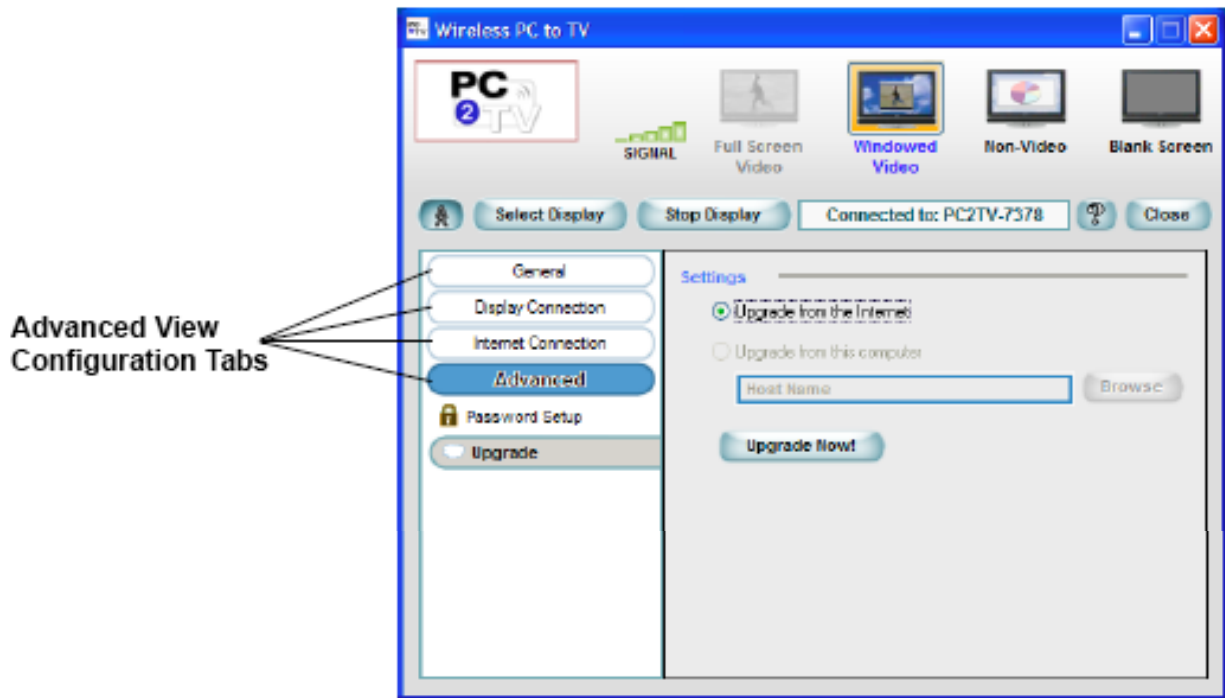 Wireless PC to TV
PC
2
TV
SIGNAL
Full Screen
Video
Windowed
Video
Non-Video
Blank Screen
Select Display
Stop Display
Connected to: PC2TV-7378
?
Close
General
Display Connection
Internet Connection
Advanced
Password Setup
Upgrade
Advanced View
Configuration Tabs
Settings
Upgrade from the Internet
Upgrade from this computer
Host Name
Browse
Upgrade Now!